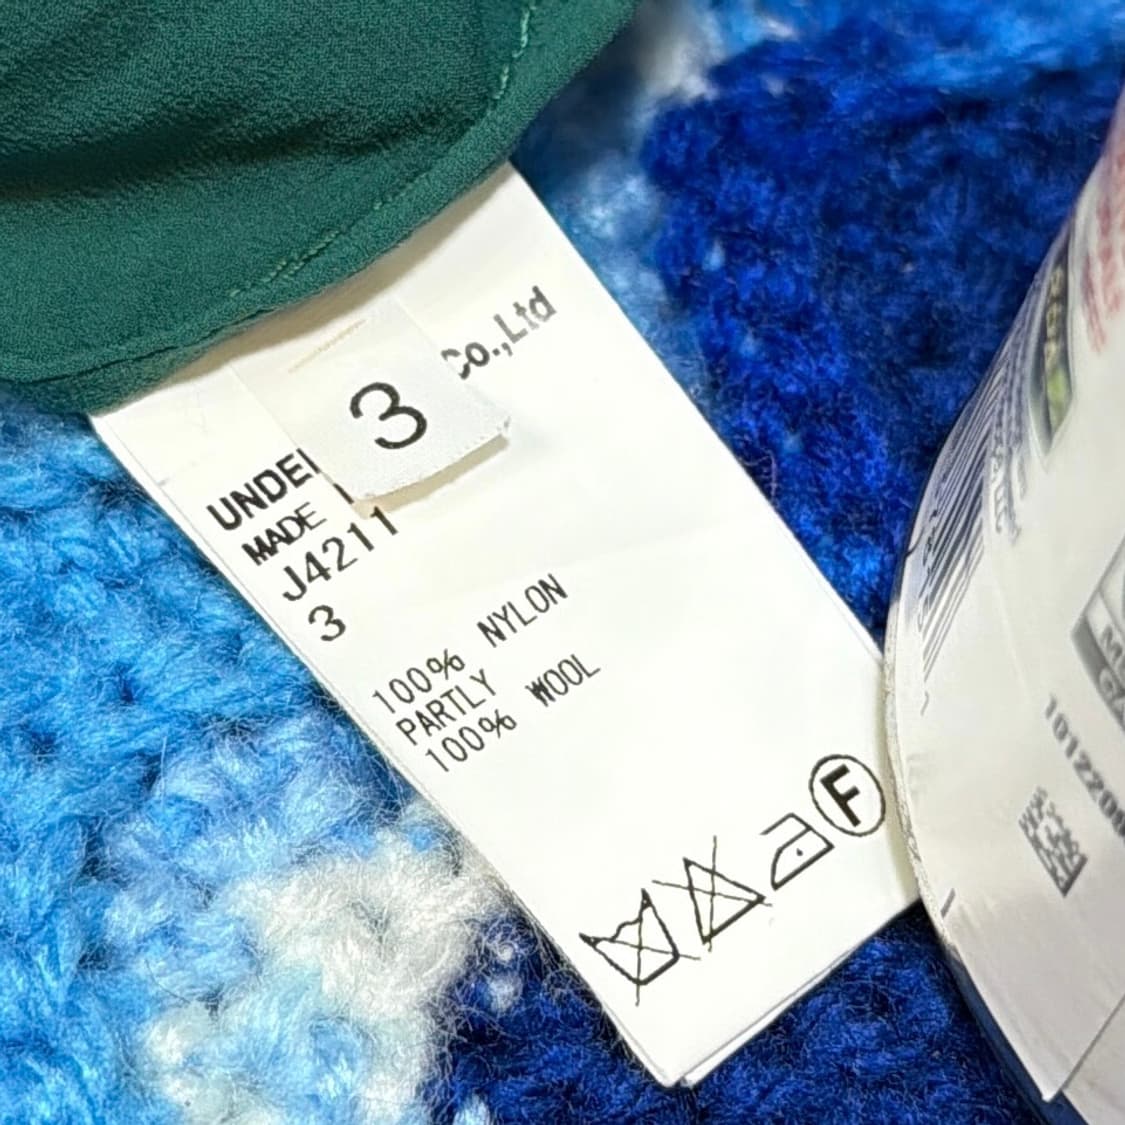 Co.,Ltd
3
UNDE
MADE
J4211
3
100% NYLON
PARTLY
100% WOOL
F